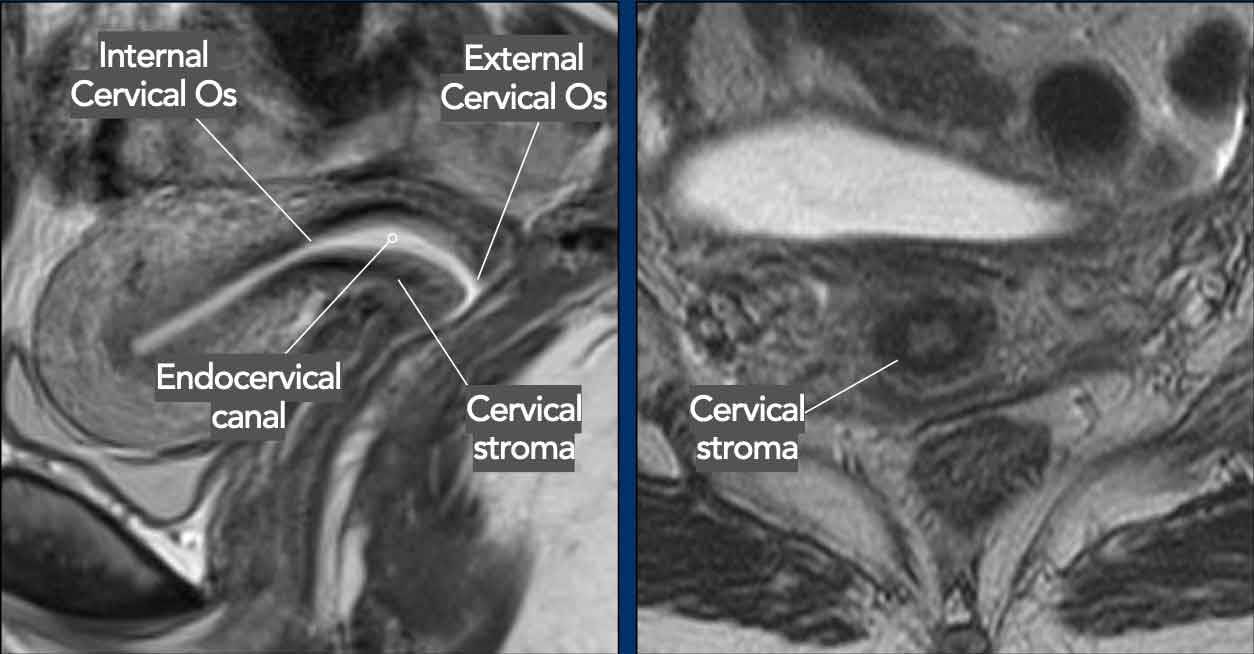 Internal
Cervical Os
External
Cervical Os
Endocervical
canal
Cervical
stroma
Cervical
stroma